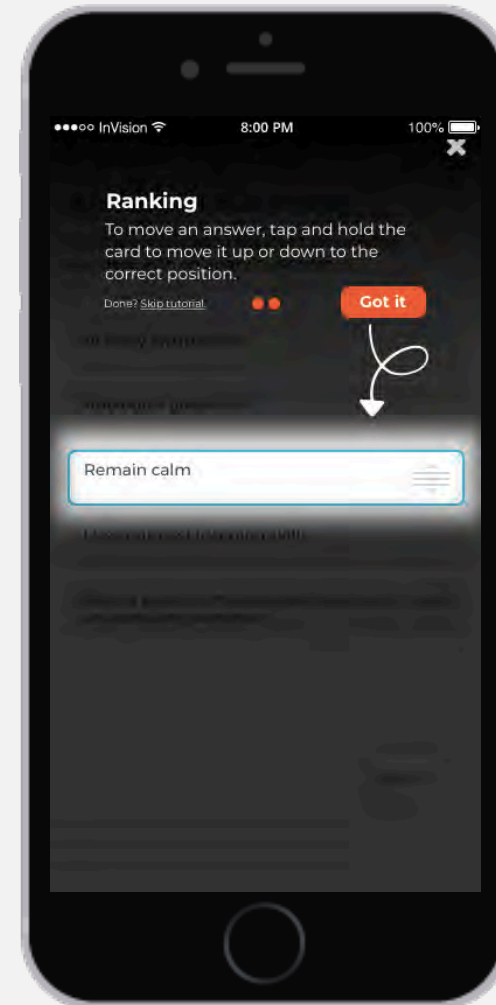 InVision 8:00 PM 100%
Ranking
To move an answer, tap and hold the
card to move it up or down to the
correct position.
Done? Skip tutorial.
Got it
Remain calm